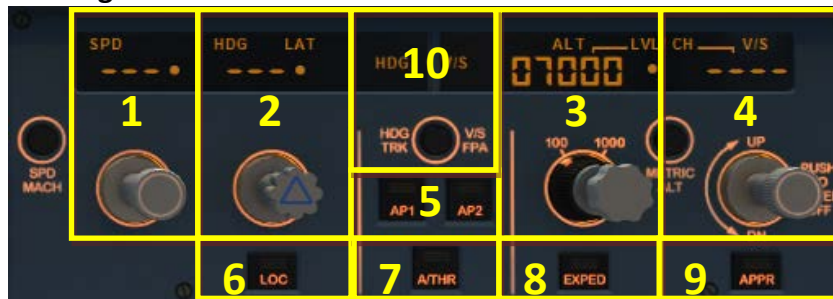 SPD
---•
HDG LAT
---•
HDG V/S
ALT LVL/CH V/S
07000 • ----
10
1
2
3
4
HDG
TRK
V/S
FPA
100 1000
UP
SPD
MACH
METRIC
ALT
DN
5
AP1
AP2
6
LOC
7
A/THR
8
EXPED
9
APPR